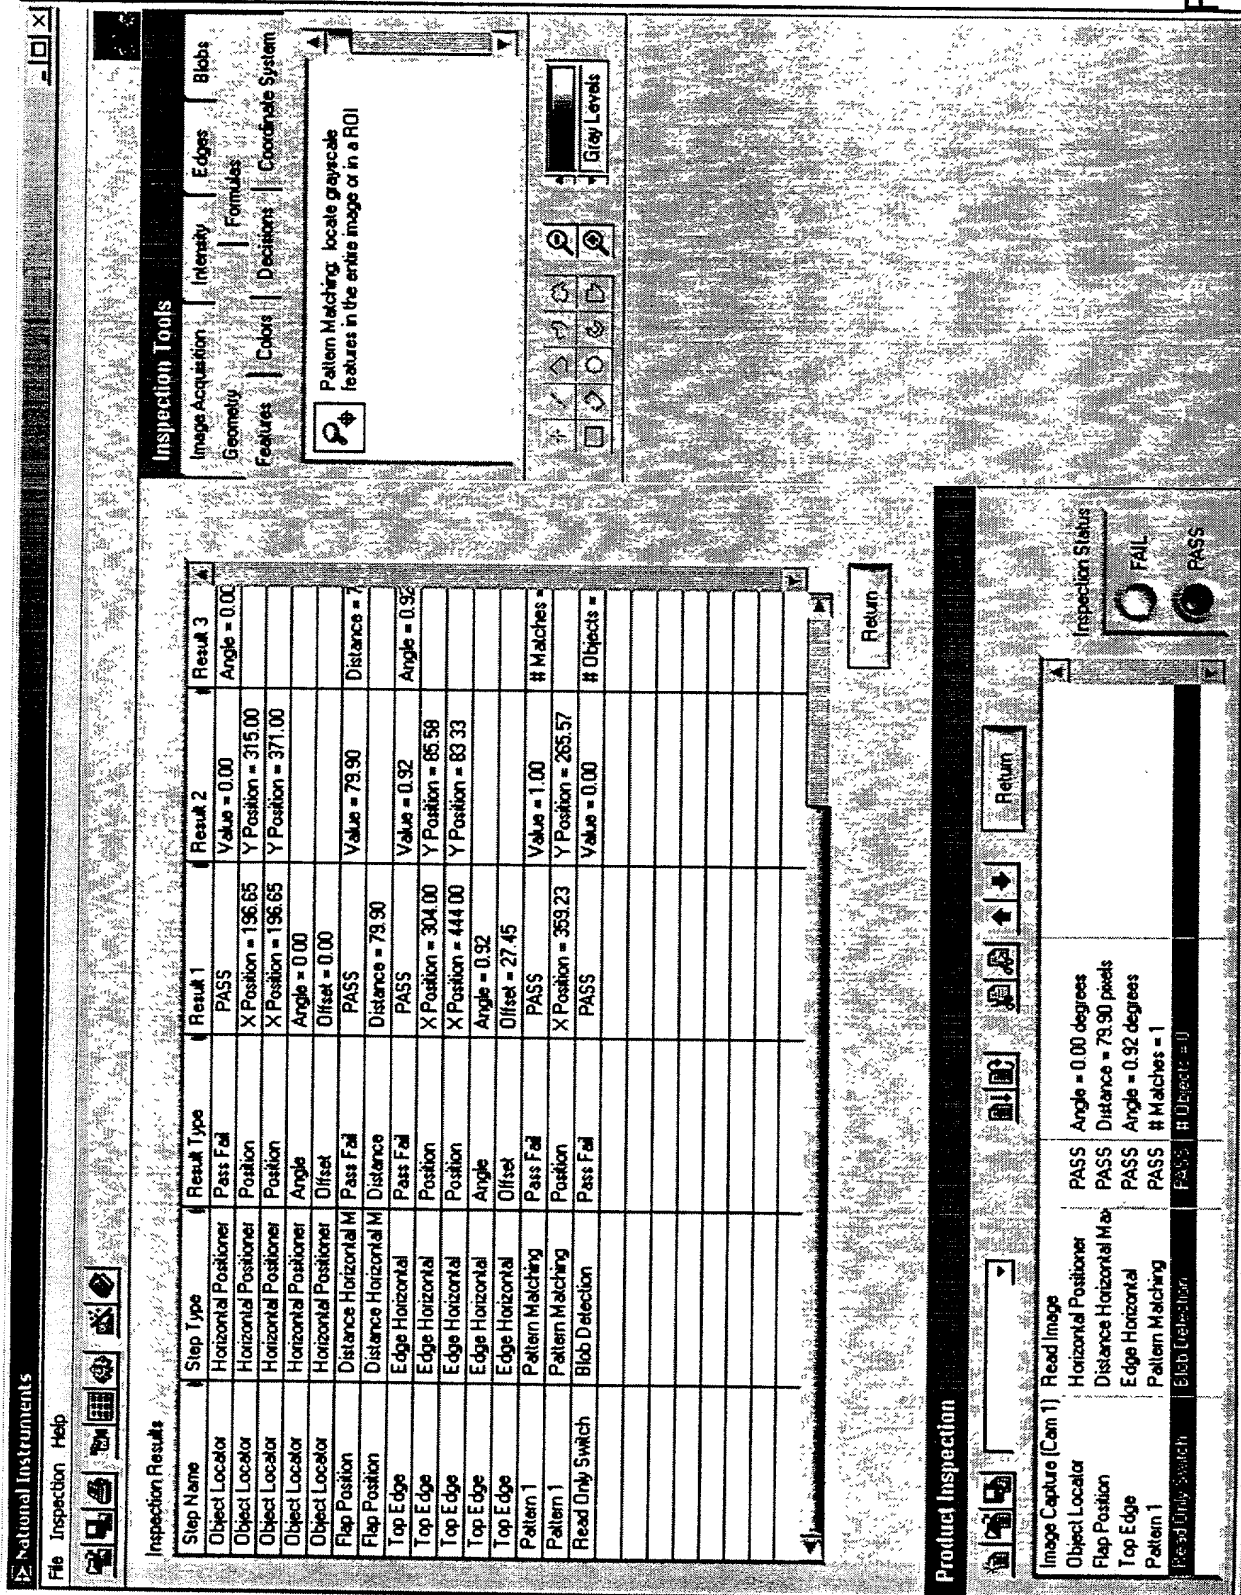 National Instruments
File Inspection Help
Inspection Results
Step Name Step Type Result Type Result 1 Result 2 Result 3
Object Locator Horizontal Positioner Pass Fail PASS Value = 0.00 Angle = 0.00
Object Locator Horizontal Positioner Position X Position = 196.65 Y Position = 315.00
Object Locator Horizontal Positioner Position X Position = 196.65 Y Position = 371.00
Object Locator Horizontal Positioner Angle Angle = 0.00
Object Locator Horizontal Positioner Offset Offset = 0.00
Flap Position Distance Horizontal M Pass Fail PASS Value = 79.90 Distance = 7
Flap Position Distance Horizontal M Distance Distance = 79.90
Top Edge Edge Horizontal Pass Fail PASS Value = 0.92 Angle = 0.92
Top Edge Edge Horizontal Position X Position = 304.00 Y Position = 85.58
Top Edge Edge Horizontal Position X Position = 444.00 Y Position = 83.33
Top Edge Edge Horizontal Angle Angle = 0.92
Top Edge Edge Horizontal Offset Offset = 27.45
Pattern 1 Pattern Matching Pass Fail PASS Value = 1.00 # Matches =
Pattern 1 Pattern Matching Position X Position = 359.23 Y Position = 265.57
Read Only Switch Blob Detection Pass Fail PASS Value = 0.00 # Objects =
Return
Inspection Tools
Image Acquisition Intensity Edges Blobs
Geometry Formulas
Features Colors Decisions Coordinate System
Pattern Matching: locate grayscale
features in the entire image or in a ROI
Gray Levels
Product Inspection
Return
Image Capture (Cam 1) Read Image
Object Locator Horizontal Positioner PASS Angle = 0.00 degrees
Flap Position Distance Horizontal Max PASS Distance = 79.90 pixels
Top Edge Edge Horizontal PASS Angle = 0.92 degrees
Pattern 1 Pattern Matching PASS # Matches = 1
Read Only Switch Blob Detection PASS # Objects = 0
Inspection Status
FAIL
PASS